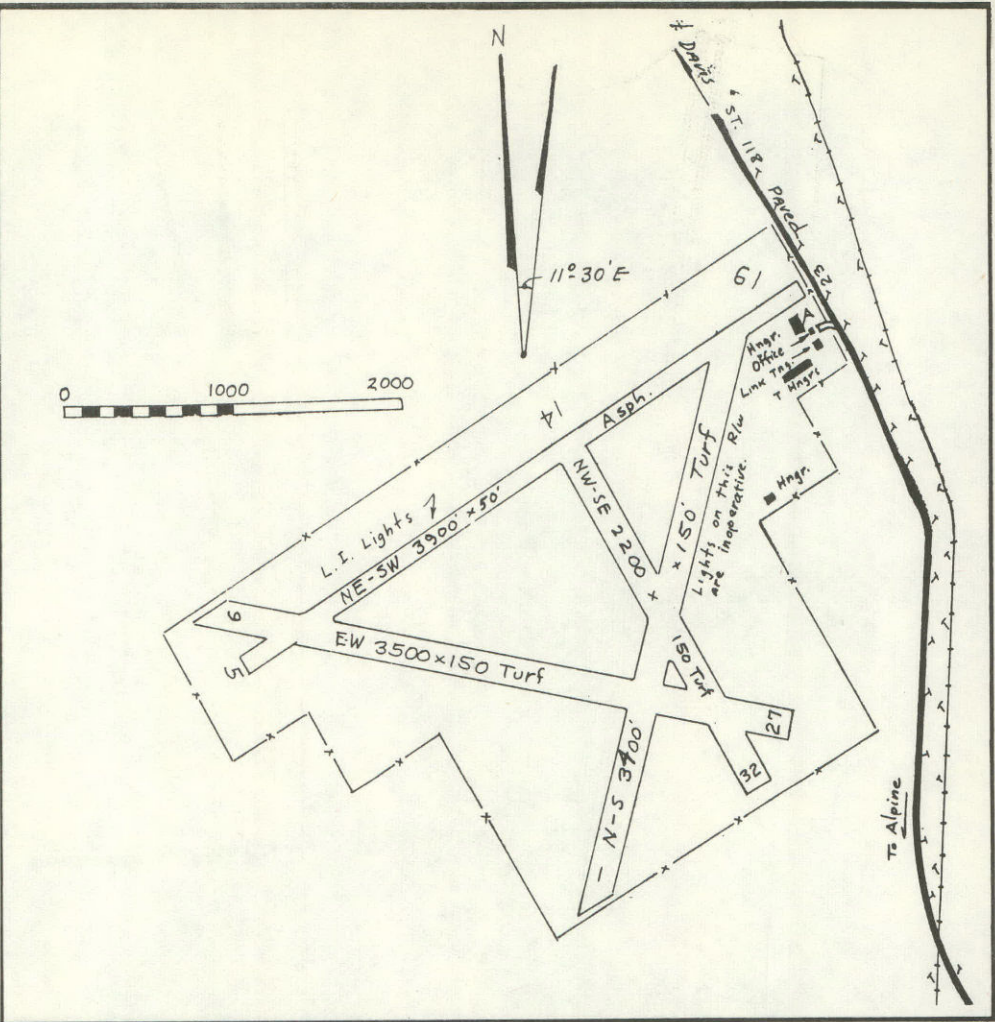 N
Ft DAVIS
ST. 118
PAVED
23
11° 30' E
0 1000 2000
19
A
Hngr.
Office
Link Tng.
T Hngrs
14
Asph.
L. I. Lights
NE-SW 3900' x 50'
NW-SE 2200 x 150 Turf
x 150' Turf
Lights on this R/W
are inoperative.
Hngr.
9
5
E-W 3500 x 150 Turf
27
32
1 N-S 3400'
To Alpine